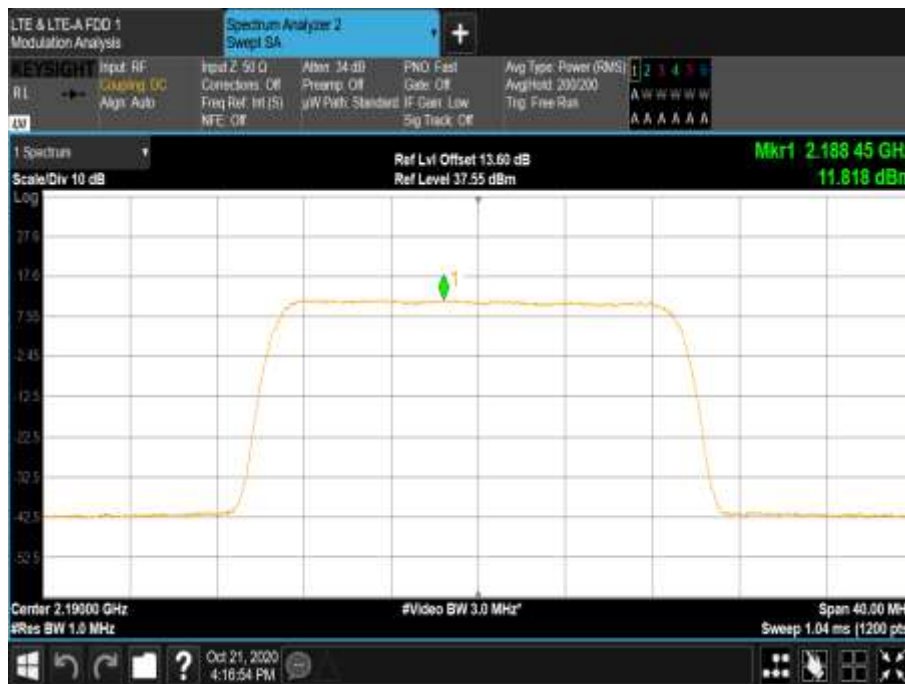 LTE & LTE-A FDD 1
Modulation Analysis
Spectrum Analyzer 2
Swept SA
KEYSIGHT
RL
Input: RF
Coupling: DC
Align: Auto
Input Z: 50 Ω
Corrections: Off
Freq Ref: Int (S)
NFE: Off
Atten: 34 dB
Preamp: Off
µW Path: Standard
PNO: Fast
Gate: Off
IF Gain: Low
Sig Track: Off
Avg Type: Power (RMS)
Avg|Hold: 200/200
Trig: Free Run
1 2 3 4 5 6
A W W W W W
A A A A A A
1 Spectrum
Scale/Div 10 dB
Ref Lvl Offset 13.60 dB
Ref Level 37.55 dBm
Mkr1 2.188 45 GH
11.818 dBm
Log
27.6
17.6
7.55
-2.45
-12.5
-22.5
-32.5
-42.5
-52.5
1
Center 2.19000 GHz
#Res BW 1.0 MHz
#Video BW 3.0 MHz*
Span 40.00 MH
Sweep 1.04 ms (1200 pts
?
Oct 21, 2020
4:16:54 PM